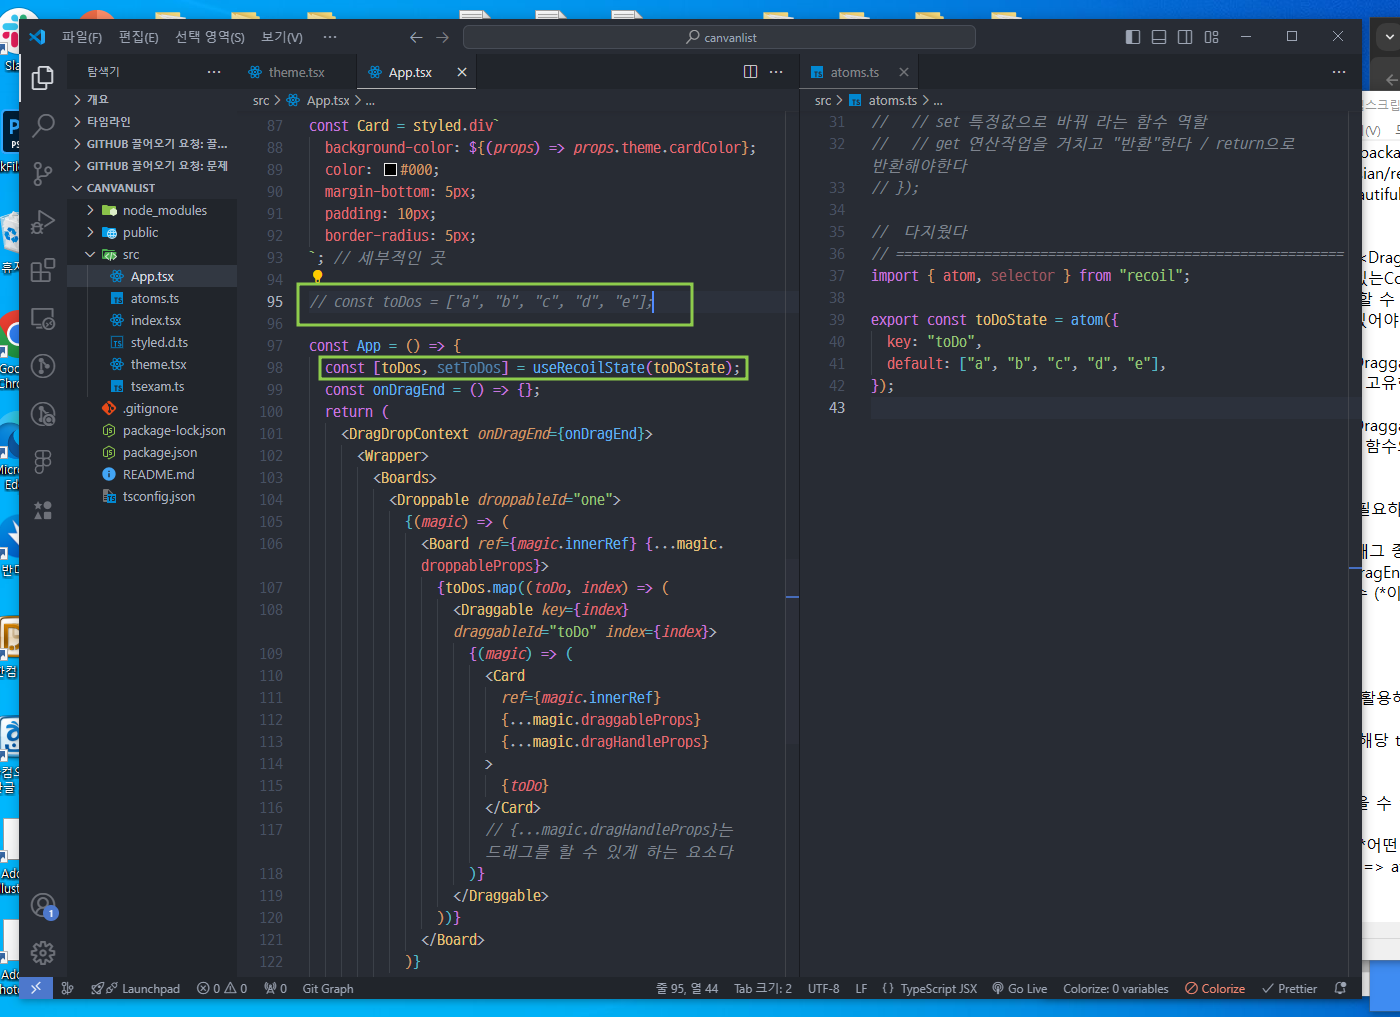 파일(F) 편집(E) 선택 영역(S) 보기(V) ··· canvanlist
탐색기 ··· theme.tsx App.tsx atoms.ts ···
개요
타임라인
GITHUB 끌어오기 요청: 끌...
GITHUB 끌어오기 요청: 문제
CANVANLIST
node_modules
public
src
App.tsx
atoms.ts
index.tsx
styled.d.ts
theme.tsx
tsexam.ts
.gitignore
package-lock.json
package.json
README.md
tsconfig.json
src > App.tsx > ...
87 const Card = styled.div`
88 background-color: ${(props) => props.theme.cardColor};
89 color: #000;
90 margin-bottom: 5px;
91 padding: 10px;
92 border-radius: 5px;
93 `; // 세부적인 곳
94
95 // const toDos = ["a", "b", "c", "d", "e"];
96
97 const App = () => {
98 const [toDos, setToDos] = useRecoilState(toDoState);
99 const onDragEnd = () => {};
100 return (
101 <DragDropContext onDragEnd={onDragEnd}>
102 <Wrapper>
103 <Boards>
104 <Droppable droppableId="one">
105 {(magic) => (
106 <Board ref={magic.innerRef} {...magic.
droppableProps}>
107 {toDos.map((toDo, index) => (
108 <Draggable key={index}
draggableId="toDo" index={index}>
109 {(magic) => (
110 <Card
111 ref={magic.innerRef}
112 {...magic.draggableProps}
113 {...magic.dragHandleProps}
114 >
115 {toDo}
116 </Card>
117 // {...magic.dragHandleProps}는
드래그를 할 수 있게 하는 요소다
118 )}
119 </Draggable>
120 ))}
121 </Board>
122 )}
src > atoms.ts > ...
31 // // set 특정값으로 바꿔 라는 함수 역할
32 // // get 연산작업을 거치고 "반환"한다 / return으로
반환해야한다
33 // });
34
35 // 다지웠다
36 // ========================================================
37 import { atom, selector } from "recoil";
38
39 export const toDoState = atom({
40 key: "toDo",
41 default: ["a", "b", "c", "d", "e"],
42 });
43
1
Launchpad 0 0 0 Git Graph 줄 95, 열 44 Tab 크기: 2 UTF-8 LF {} TypeScript JSX Go Live Colorize: 0 variables Colorize Prettier